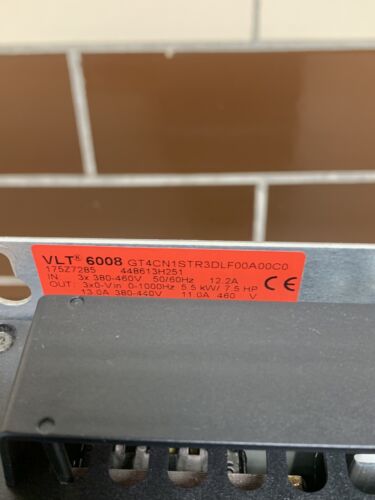 VLT® 6008 GT4CN1STR3DLF00A00C0
175Z7285 448613H251
IN: 3x 380-460V 50/60Hz 12.2A
OUT: 3x0-Vin 0-1000Hz 5.5 kW/ 7.5 HP
13.0A 380-440V 11.0A 460 V
CE